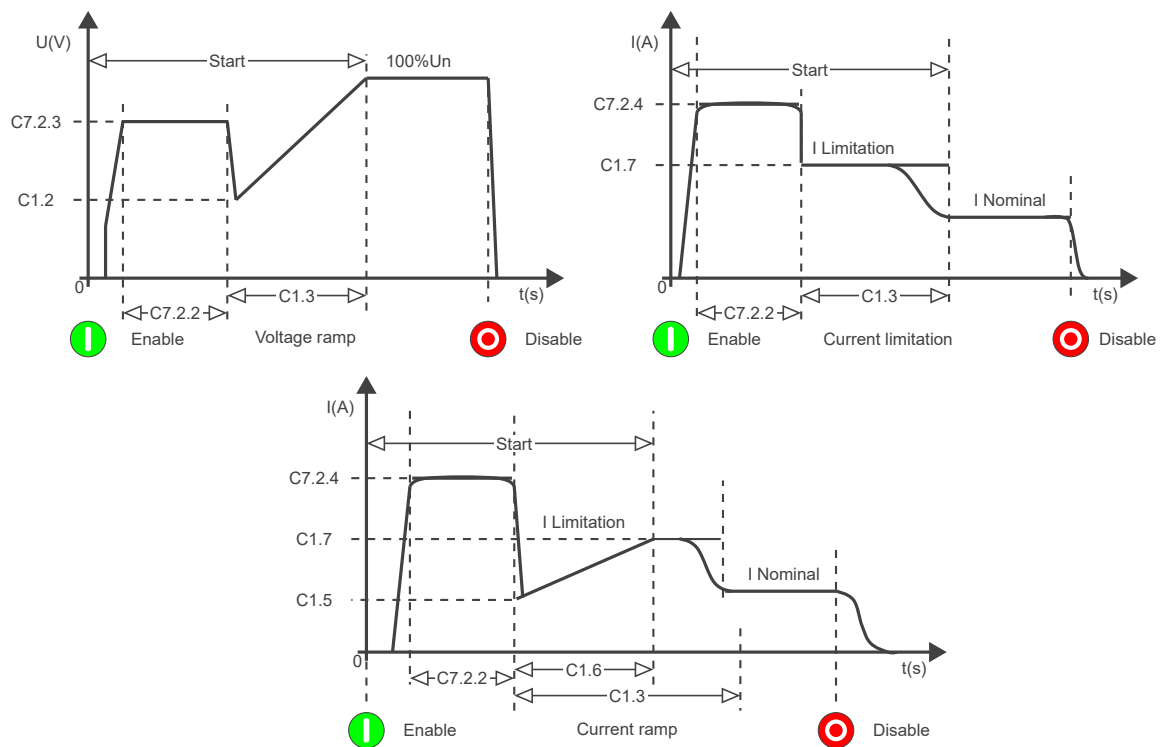 U(V)
Start
100%Un
C7.2.3
C1.2
0
t(s)
C1.3
C7.2.2
Enable
Voltage ramp
Disable
I(A)
Start
C7.2.4
I Limitation
C1.7
I Nominal
0
t(s)
C1.3
C7.2.2
Enable
Current limitation
Disable
I(A)
Start
C7.2.4
I Limitation
C1.7
I Nominal
C1.5
0
t(s)
C1.6
C7.2.2
C1.3
Enable
Current ramp
Disable